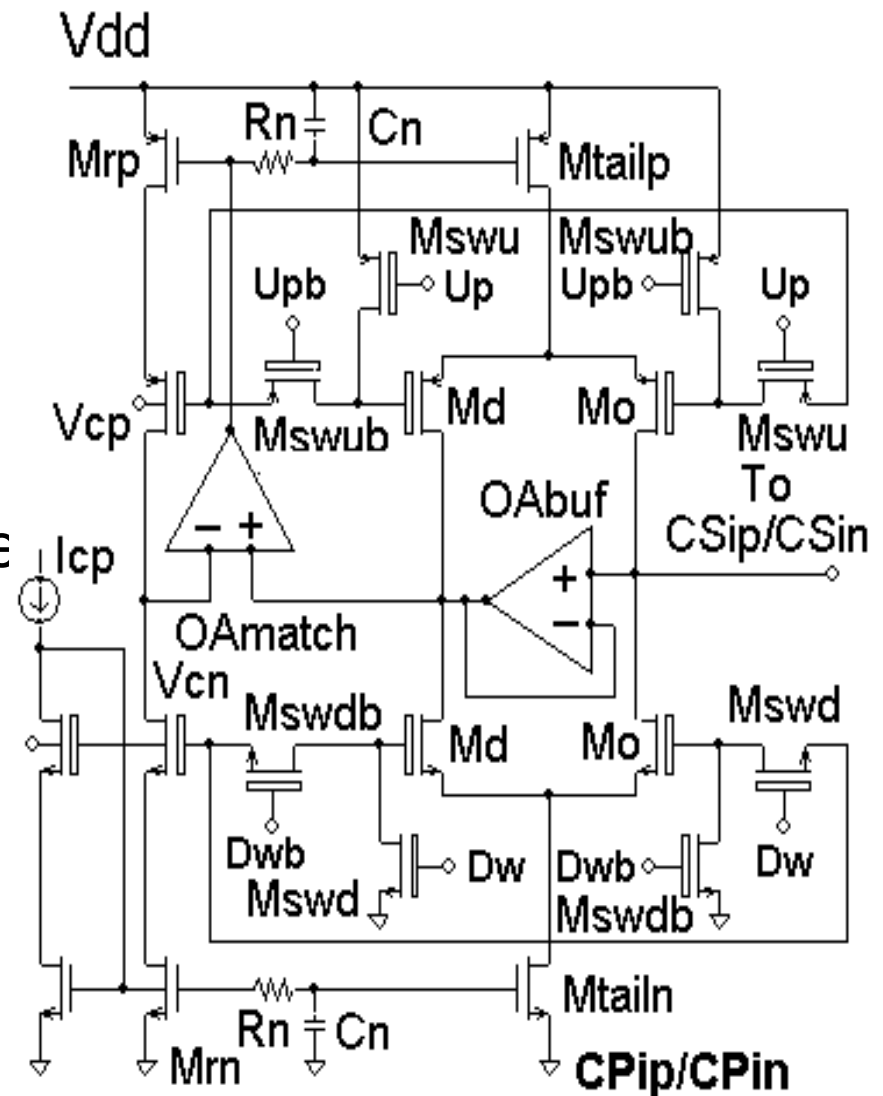 Vdd
Rn
Cn
Mrp
Mtailp
Mswu
Mswub
Upb
Up
Upb
Up
Vcp
Md
Mo
Mswub
Mswu
OAbuf
To
CSip/CSin
e
Icp
- +
+
-
OAmatch
Vcn
Mswdb
Mswd
Md
Mo
Dwb
Dw
Dwb
Dw
Mswd
Mswdb
Rn
Cn
Mtailn
Mrn
CPip/CPin